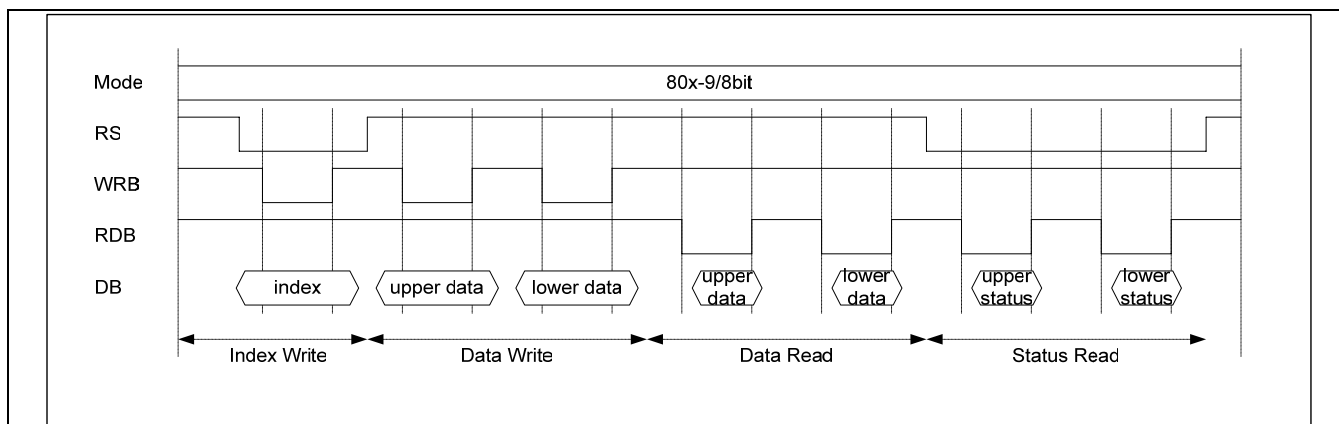 Mode
80x-9/8bit
RS
WRB
RDB
DB
index
upper data
lower data
upper
data
lower
data
upper
status
lower
status
Index Write
Data Write
Data Read
Status Read